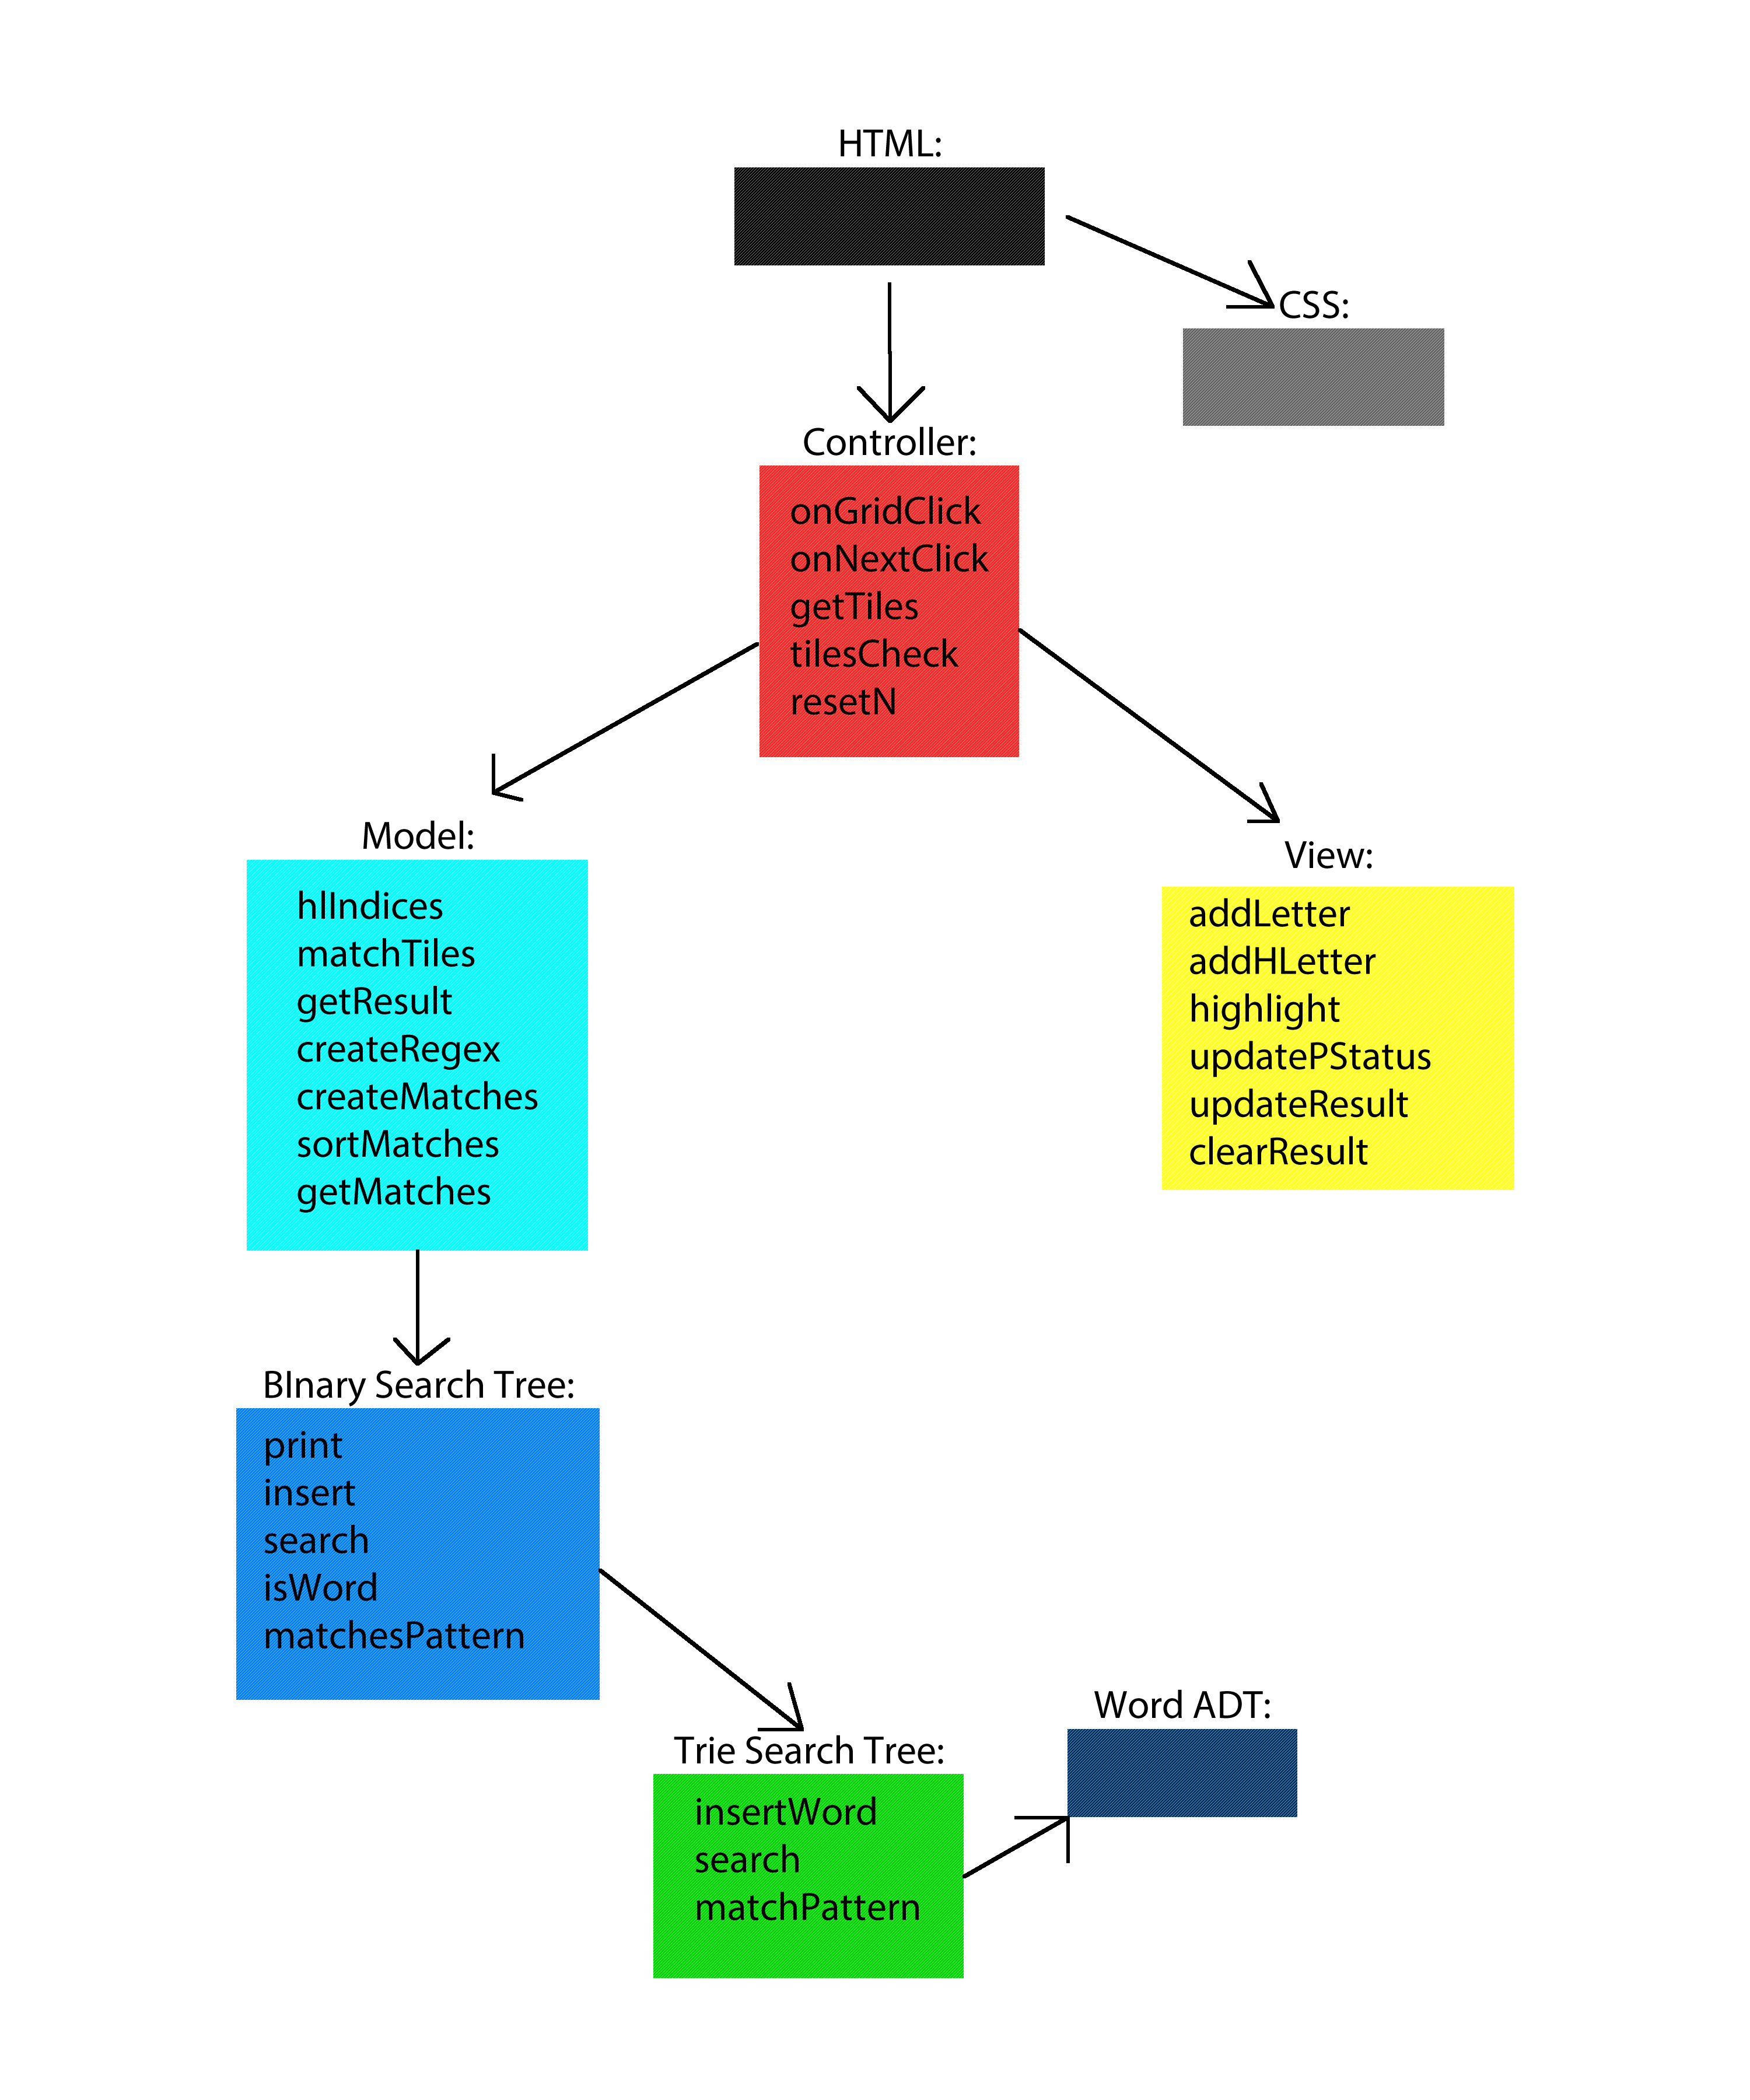 HTML:
CSS:
Controller:
onGridClick
onNextClick
getTiles
tilesCheck
resetN
Model:
hlIndices
matchTiles
getResult
createRegex
createMatches
sortMatches
getMatches
View:
addLetter
addHLetter
highlight
updatePStatus
updateResult
clearResult
BInary Search Tree:
print
insert
search
isWord
matchesPattern
Trie Search Tree:
insertWord
search
matchPattern
Word ADT: